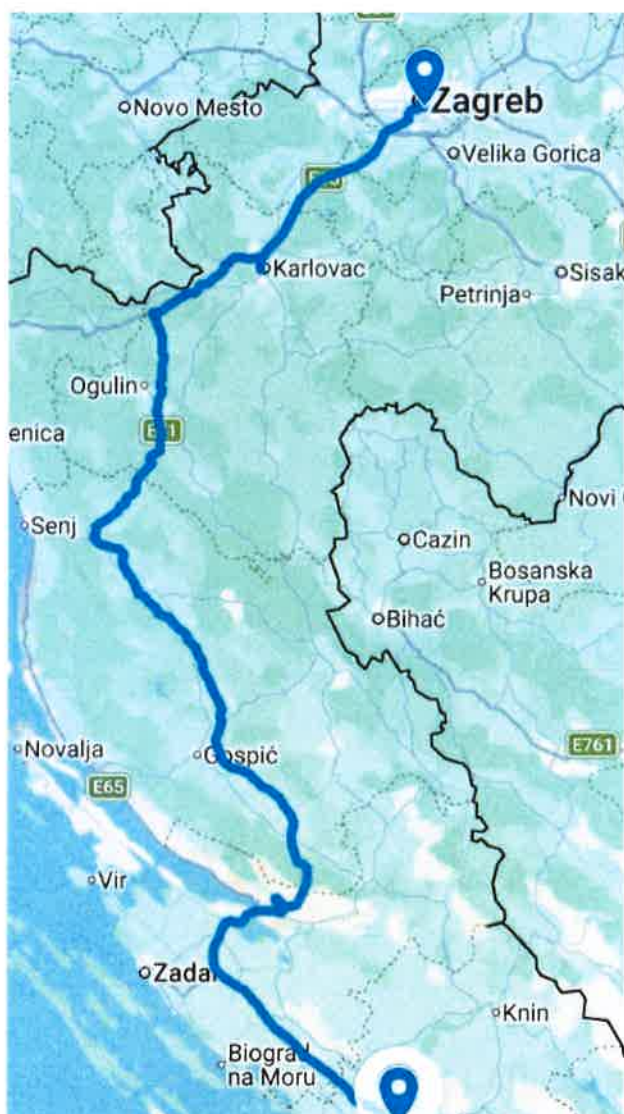 Zagreb
Novo Mesto
Velika Gorica
Karlovac
Sisak
Petrinja
Ogulin
enica
Senj
Novi
Cazin
Bosanska
Krupa
Bihać
Novalja
Gospić
E761
E65
Vir
Zadar
Knin
Biograd
na Moru